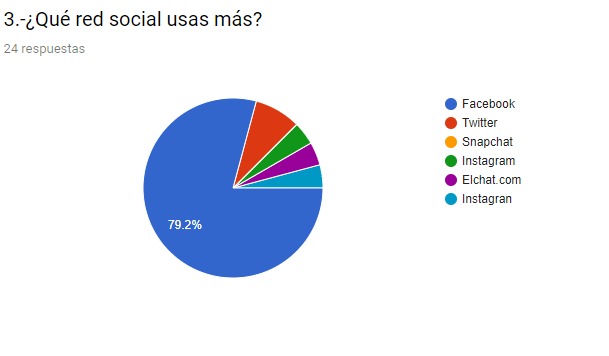 3.-¿Qué red social usas más?
24 respuestas
Facebook
Twitter
Snapchat
Instagram
Elchat.com
Instagran
79.2%